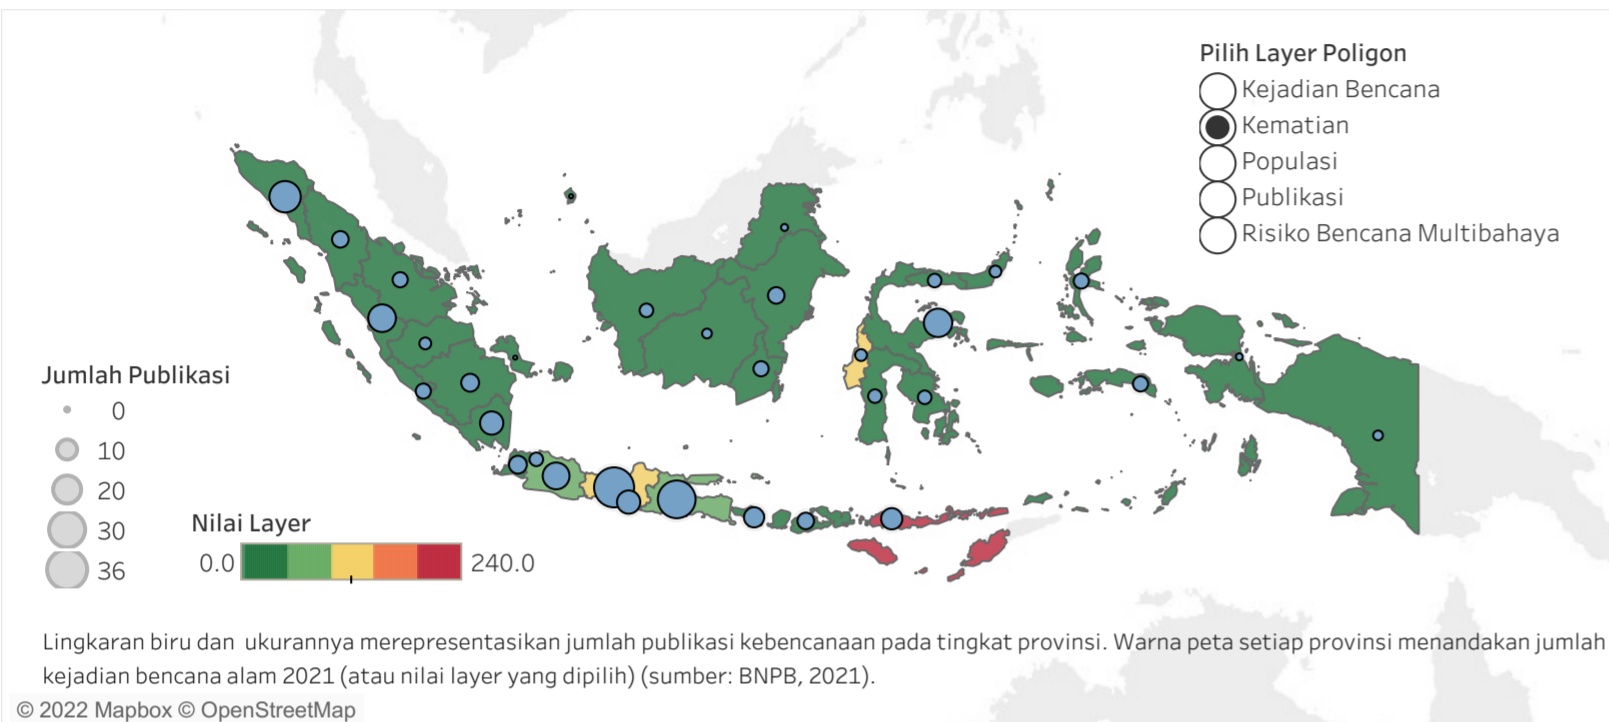 Pilih Layer Poligon
Kejadian Bencana
Kematian
Populasi
Publikasi
Risiko Bencana Multibahaya
Jumlah Publikasi
0
10
20
30
36
Nilai Layer
0.0
240.0
Lingkaran biru dan ukurannya merepresentasikan jumlah publikasi kebencanaan pada tingkat provinsi. Warna peta setiap provinsi menandakan jumlah
kejadian bencana alam 2021 (atau nilai layer yang dipilih) (sumber: BNPB, 2021).
© 2022 Mapbox © OpenStreetMap